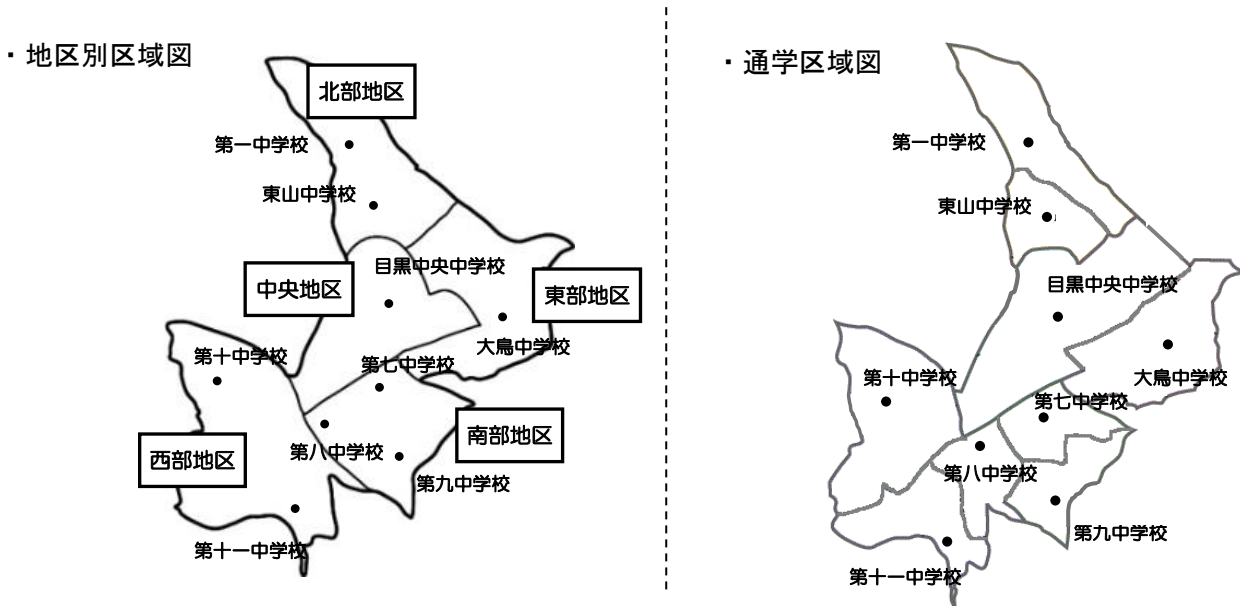 ・地区別区域図
北部地区
第一中学校
東山中学校
目黒中央中学校
中央地区
東部地区
大鳥中学校
第十中学校
第七中学校
南部地区
西部地区
第八中学校
第九中学校
第十一中学校
・通学区域図
第一中学校
東山中学校
目黒中央中学校
第十中学校
大鳥中学校
第七中学校
第八中学校
第九中学校
第十一中学校